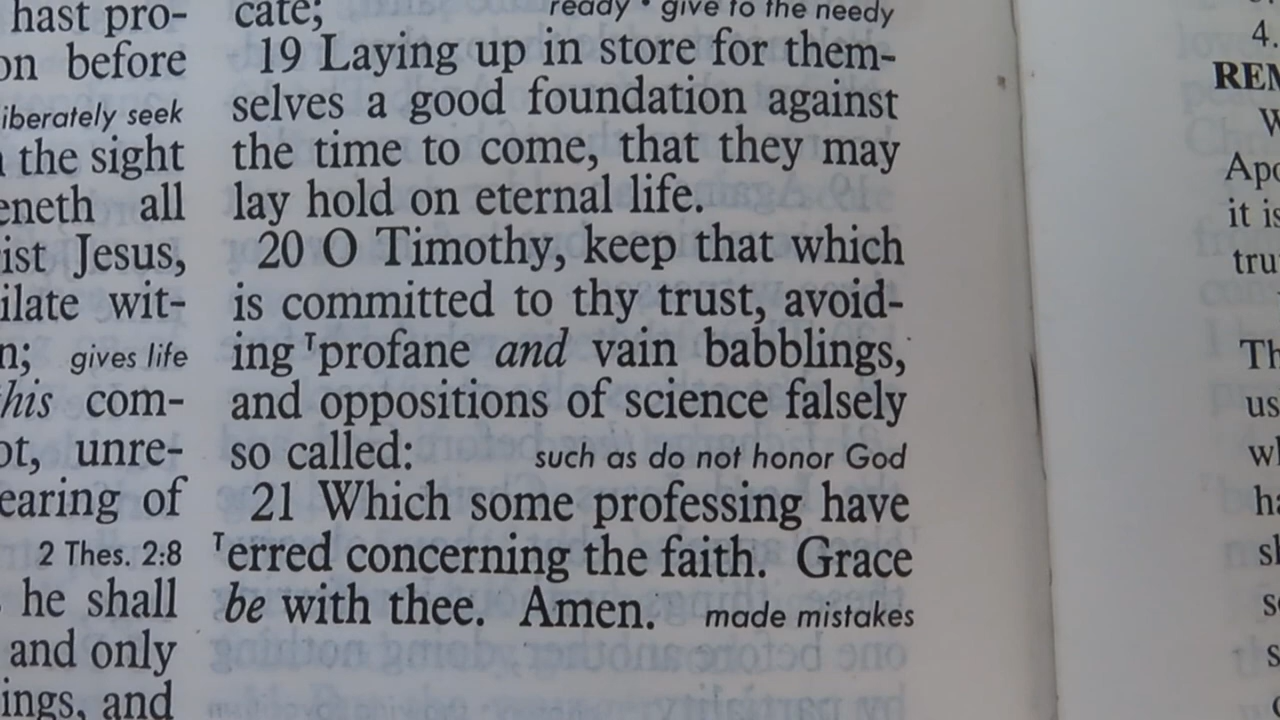 hast pro-
before
iberately seek
the sight
eneth all
ist Jesus,
ilate wit-
gives life
his com-
unre-
earing of
2 Thes. 2:8
he shall
and only
ings, and
cate; ready • give to the needy
19 Laying up in store for them-
selves a good foundation against
the time to come, that they may
lay hold on eternal life.
20 O Timothy, keep that which
is committed to thy trust, avoid-
ing ᵀprofane and vain babblings,
and oppositions of science falsely
so called: such as do not honor God
21 Which some professing have
ᵀerred concerning the faith. Grace
be with thee. Amen. made mistakes
4.
REM
W
Apo
it is
tru
Th
us
wh
ha
sh